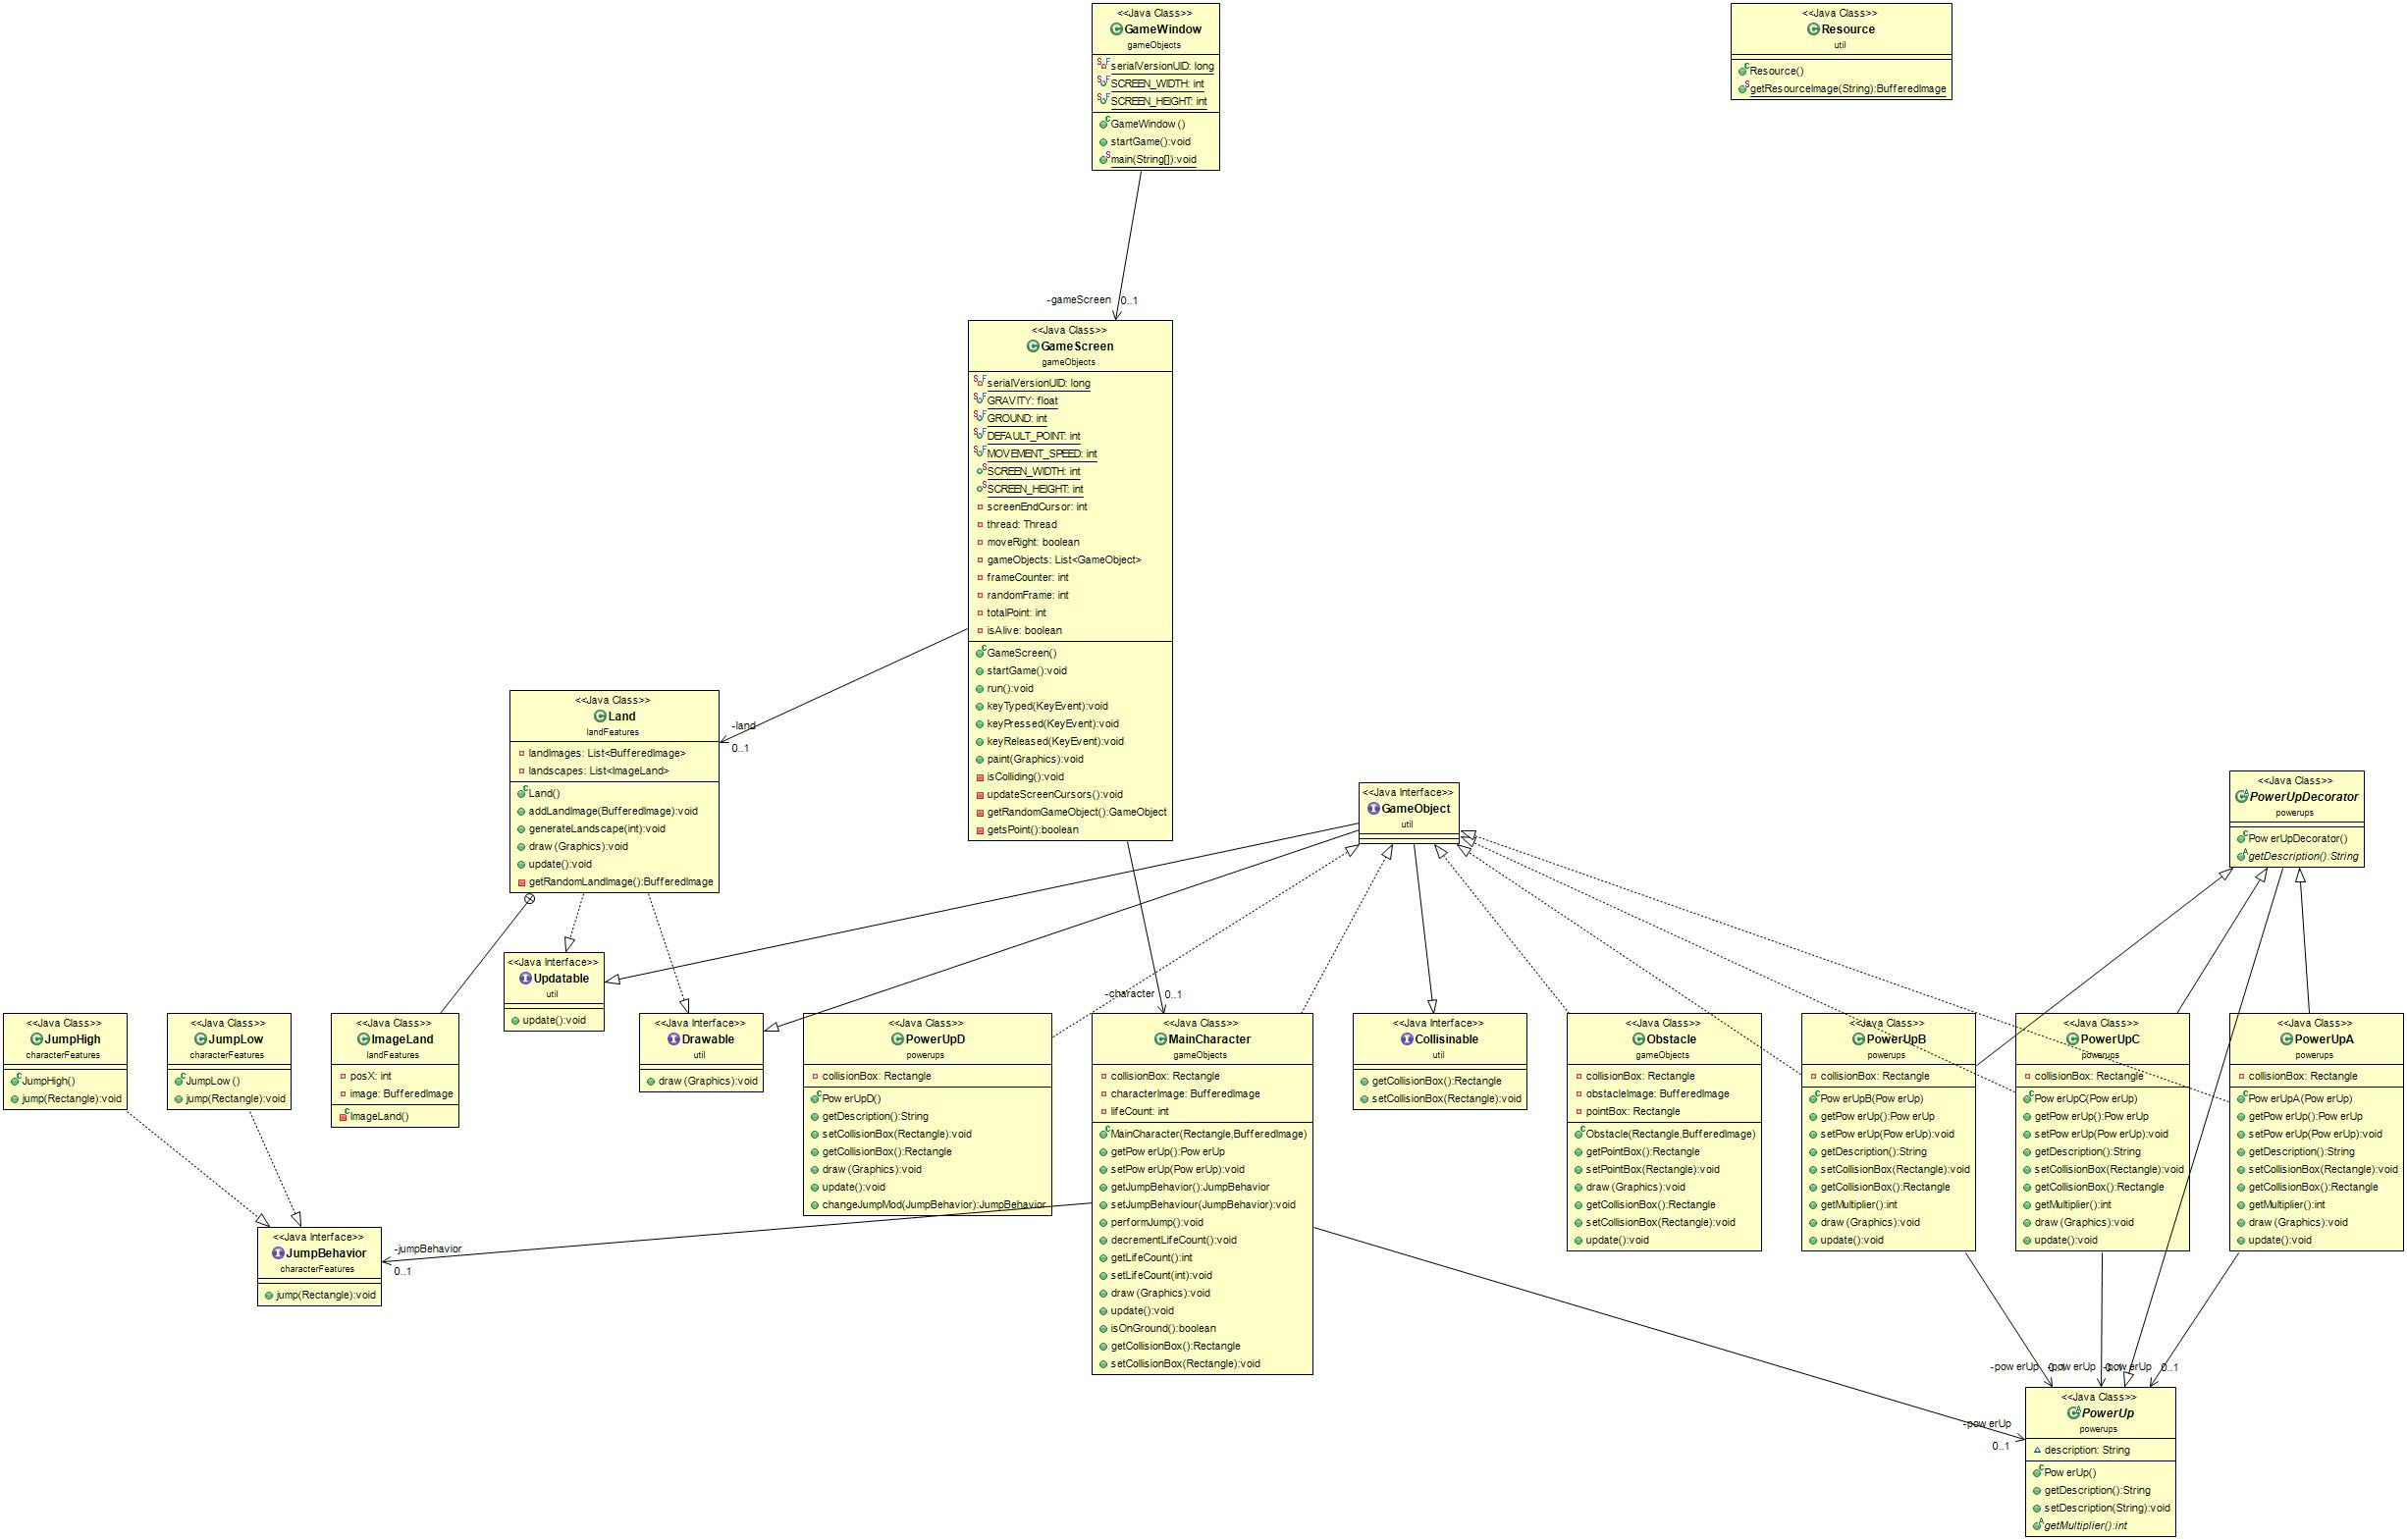 <<Java Class>>
GameWindow
gameObjects
serialVersionUID: long
SCREEN_WIDTH: int
SCREEN_HEIGHT: int
GameWindow ()
startGame():void
main(String[]):void
<<Java Class>>
Resource
util
Resource()
getResourceImage(String):BufferedImage
-gameScreen
0..1
<<Java Class>>
GameScreen
gameObjects
serialVersionUID: long
GRAVITY: float
GROUND: int
DEFAULT_POINT: int
MOVEMENT_SPEED: int
SCREEN_WIDTH: int
SCREEN_HEIGHT: int
screenEndCursor: int
thread: Thread
moveRight: boolean
gameObjects: List<GameObject>
frameCounter: int
randomFrame: int
totalPoint: int
isAlive: boolean
GameScreen()
startGame():void
run():void
keyTyped(KeyEvent):void
keyPressed(KeyEvent):void
keyReleased(KeyEvent):void
paint(Graphics):void
isColliding():void
updateScreenCursors():void
getRandomGameObject():GameObject
getsPoint():boolean
<<Java Class>>
Land
landFeatures
landImages: List<BufferedImage>
landscapes: List<ImageLand>
Land()
addLandImage(BufferedImage):void
generateLandscape(int):void
draw (Graphics):void
update():void
getRandomLandImage():BufferedImage
-land
0..1
<<Java Interface>>
GameObject
util
<<Java Class>>
PowerUpDecorator
powerups
Pow erUpDecorator()
getDescription():String
<<Java Interface>>
Updatable
util
update():void
-character
0..1
<<Java Class>>
JumpHigh
characterFeatures
JumpHigh()
jump(Rectangle):void
<<Java Class>>
JumpLow
characterFeatures
JumpLow ()
jump(Rectangle):void
<<Java Class>>
ImageLand
landFeatures
posX: int
image: BufferedImage
ImageLand()
<<Java Interface>>
Drawable
util
draw (Graphics):void
<<Java Class>>
PowerUpD
powerups
collisionBox: Rectangle
Pow erUpD()
getDescription():String
setCollisionBox(Rectangle):void
getCollisionBox():Rectangle
draw (Graphics):void
update():void
changeJumpMod(JumpBehavior):JumpBehavior
<<Java Class>>
MainCharacter
gameObjects
collisionBox: Rectangle
characterImage: BufferedImage
lifeCount: int
MainCharacter(Rectangle,BufferedImage)
getPow erUp():Pow erUp
setPow erUp(Pow erUp):void
getJumpBehavior():JumpBehavior
setJumpBehaviour(JumpBehavior):void
performJump():void
decrementLifeCount():void
getLifeCount():int
setLifeCount(int):void
draw (Graphics):void
update():void
isOnGround():boolean
getCollisionBox():Rectangle
setCollisionBox(Rectangle):void
<<Java Interface>>
Collisinable
util
getCollisionBox():Rectangle
setCollisionBox(Rectangle):void
<<Java Class>>
Obstacle
gameObjects
collisionBox: Rectangle
obstacleImage: BufferedImage
pointBox: Rectangle
Obstacle(Rectangle,BufferedImage)
getPointBox():Rectangle
setPointBox(Rectangle):void
draw (Graphics):void
getCollisionBox():Rectangle
setCollisionBox(Rectangle):void
update():void
<<Java Class>>
PowerUpB
powerups
collisionBox: Rectangle
Pow erUpB(Pow erUp)
getPow erUp():Pow erUp
setPow erUp(Pow erUp):void
getDescription():String
setCollisionBox(Rectangle):void
getCollisionBox():Rectangle
getMultiplier():int
draw (Graphics):void
update():void
<<Java Class>>
PowerUpC
powerups
collisionBox: Rectangle
Pow erUpC(Pow erUp)
getPow erUp():Pow erUp
setPow erUp(Pow erUp):void
getDescription():String
setCollisionBox(Rectangle):void
getCollisionBox():Rectangle
getMultiplier():int
draw (Graphics):void
update():void
<<Java Class>>
PowerUpA
powerups
collisionBox: Rectangle
Pow erUpA(Pow erUp)
getPow erUp():Pow erUp
setPow erUp(Pow erUp):void
getDescription():String
setCollisionBox(Rectangle):void
getCollisionBox():Rectangle
getMultiplier():int
draw (Graphics):void
update():void
<<Java Interface>>
JumpBehavior
characterFeatures
jump(Rectangle):void
-jumpBehavior
0..1
-pow erUp
-pow erUp
-pow erUp
0..1
-pow erUp
0..1
<<Java Class>>
PowerUp
powerups
description: String
Pow erUp()
getDescription():String
setDescription(String):void
getMultiplier():int